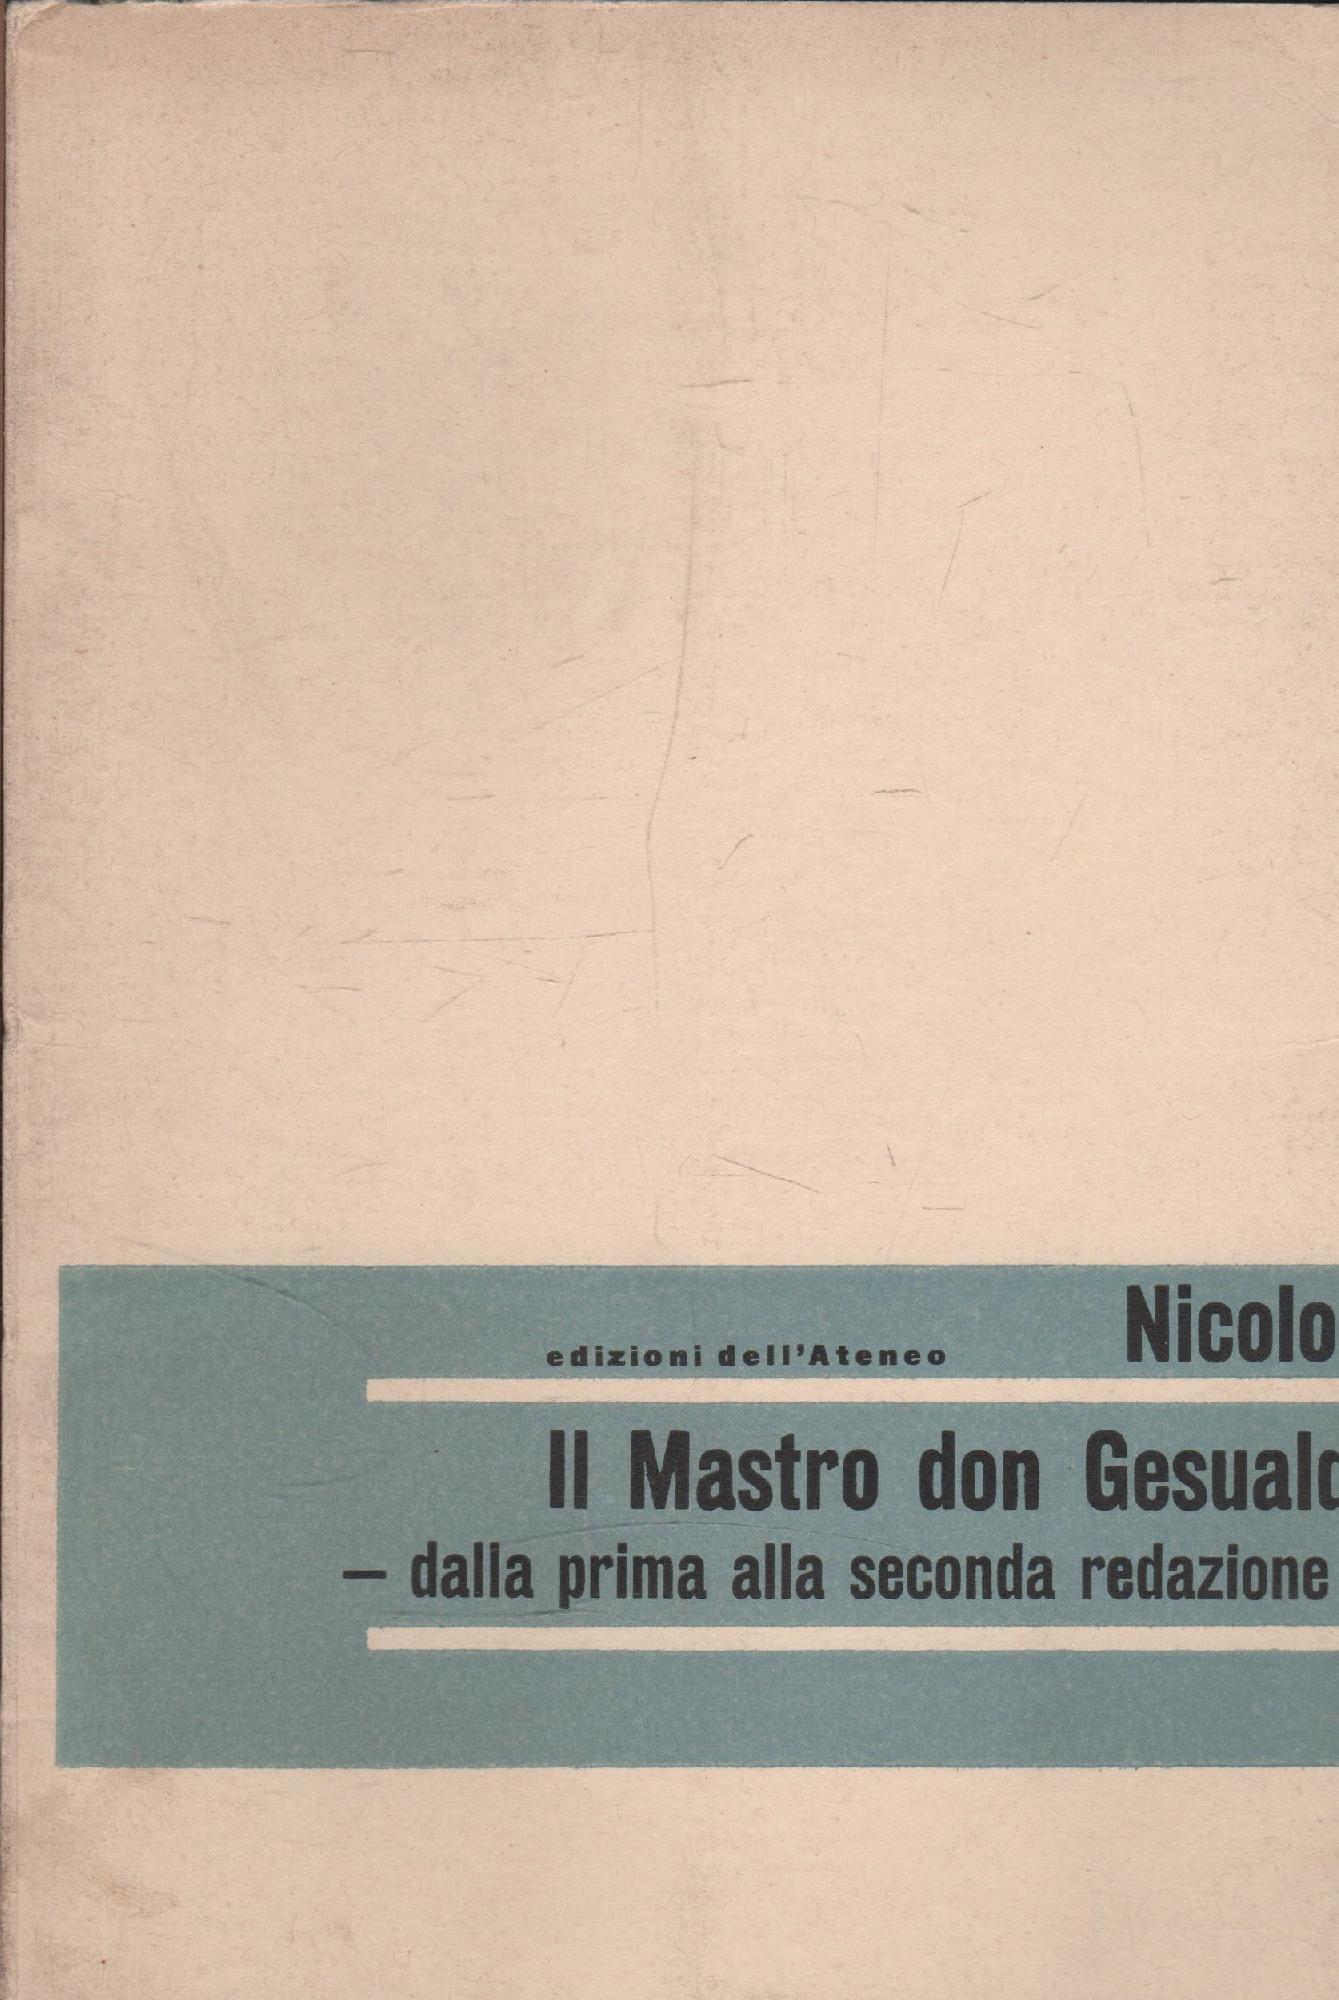 Nicolo
edizioni dell'Ateneo
Il Mastro don Gesuald
— dalla prima alla seconda redazione